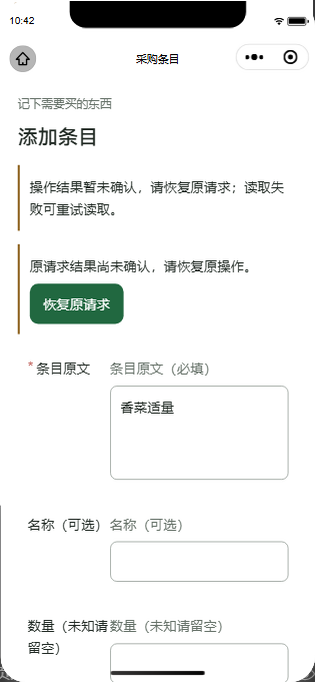 10:42
采购条目
记下需要买的东西
添加条目
操作结果暂未确认，请恢复原请求；读取失
败可重试读取。
原请求结果尚未确认，请恢复原操作。
恢复原请求
* 条目原文 条目原文（必填）
香菜适量
名称（可选） 名称（可选）
数量（未知请 数量（未知请留空）
留空）